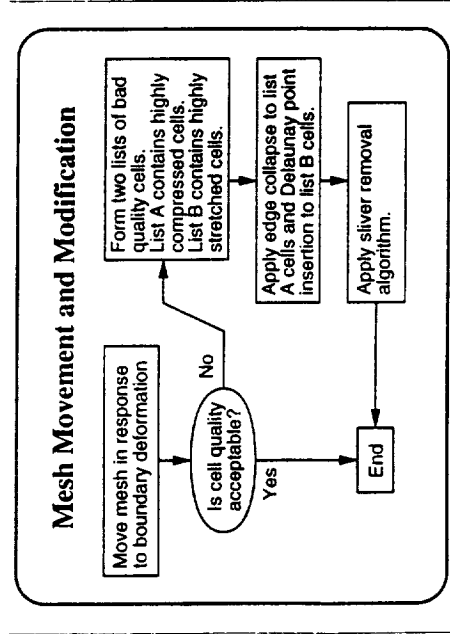 Mesh Movement and Modification
Move mesh in response
to boundary deformation
Is cell quality
acceptable?
No
Yes
Form two lists of bad
quality cells.
List A contains highly
compressed cells.
List B contains highly
stretched cells.
Apply edge collapse to list
A cells and Delaunay point
insertion to list B cells.
Apply sliver removal
algorithm.
End